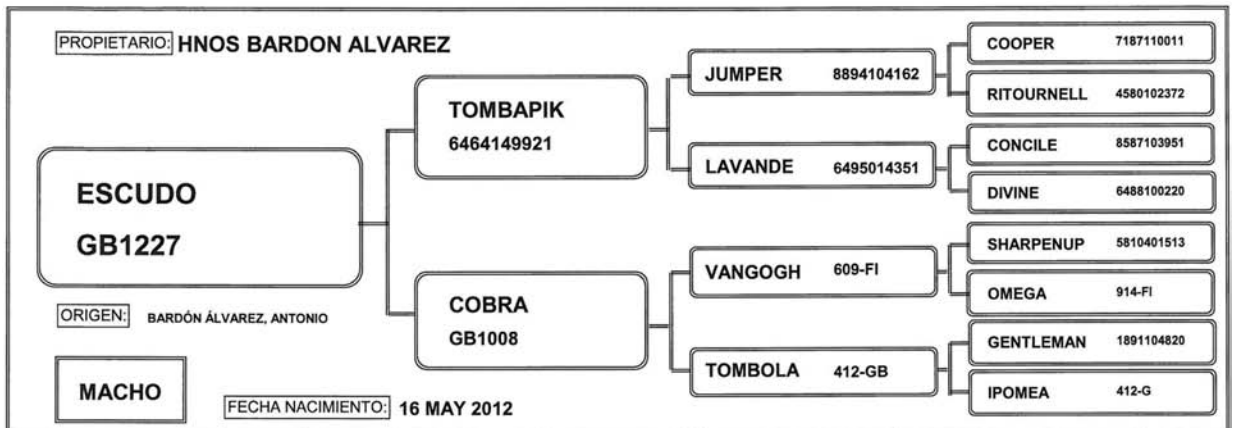 PROPIETARIO: HNOS BARDON ALVAREZ
ESCUDO
GB1227
ORIGEN: BARDÓN ÁLVAREZ, ANTONIO
MACHO
FECHA NACIMIENTO: 16 MAY 2012
TOMBAPIK
6464149921
COBRA
GB1008
JUMPER 8894104162
LAVANDE 6495014351
VANGOGH 609-FI
TOMBOLA 412-GB
COOPER 7187110011
RITOURNELL 4580102372
CONCILE 8587103951
DIVINE 6488100220
SHARPENUP 5810401513
OMEGA 914-FI
GENTLEMAN 1891104820
IPOMEA 412-G